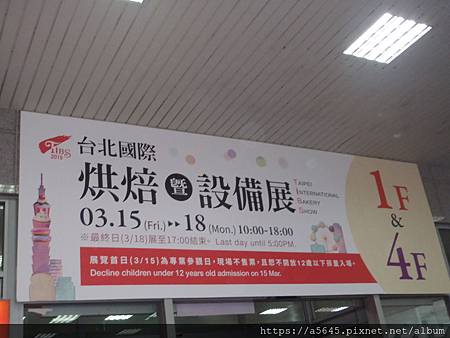 TIBS
2019
台北國際
烘焙暨設備展
TAIPEI
INTERNATIONAL
BAKERY
SHOW
03.15 (Fri.) ▸▸ 18 (Mon.) 10:00-18:00
※最終日(3/18)展至17:00結束。 Last day until 5:00PM.
展覽首日(3/15)為專業參觀日,現場不售票,且恕不開放12歲以下孩童入場。
Decline children under 12 years old admission on 15 Mar.
1F
&
4F
https://a5645.pixnet.net/album